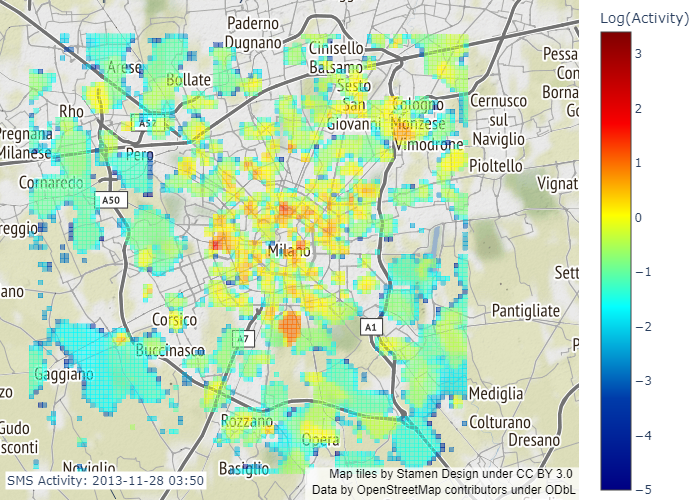 Log(Activity)
Paderno
Dugnano
Cinisello
Balsamo
Arese
Bollate
Sesto
San
Giovanni
Rho
A52
Cologno
Monzese
Vimodrone
Cernusco
sul
Naviglio
Pessa
Con
Borna
Go
Pregnana
Milanese
Pero
Pioltello
Cornaredo
A50
Vignat
reggio
Milano
Sett
ano
Pantigliate
Corsico
A7
A1
Buccinasco
P
Gaggiano
zo
Mediglia
Gudo
sconti
Rozzano
Opera
Colturano
Dresano
Noviglio
Basiglio
SMS Activity: 2013-11-28 03:50
Map tiles by Stamen Design under CC BY 3.0
Data by OpenStreetMap contributors under ODbL
3
2
1
0
−1
−2
−3
−4
−5